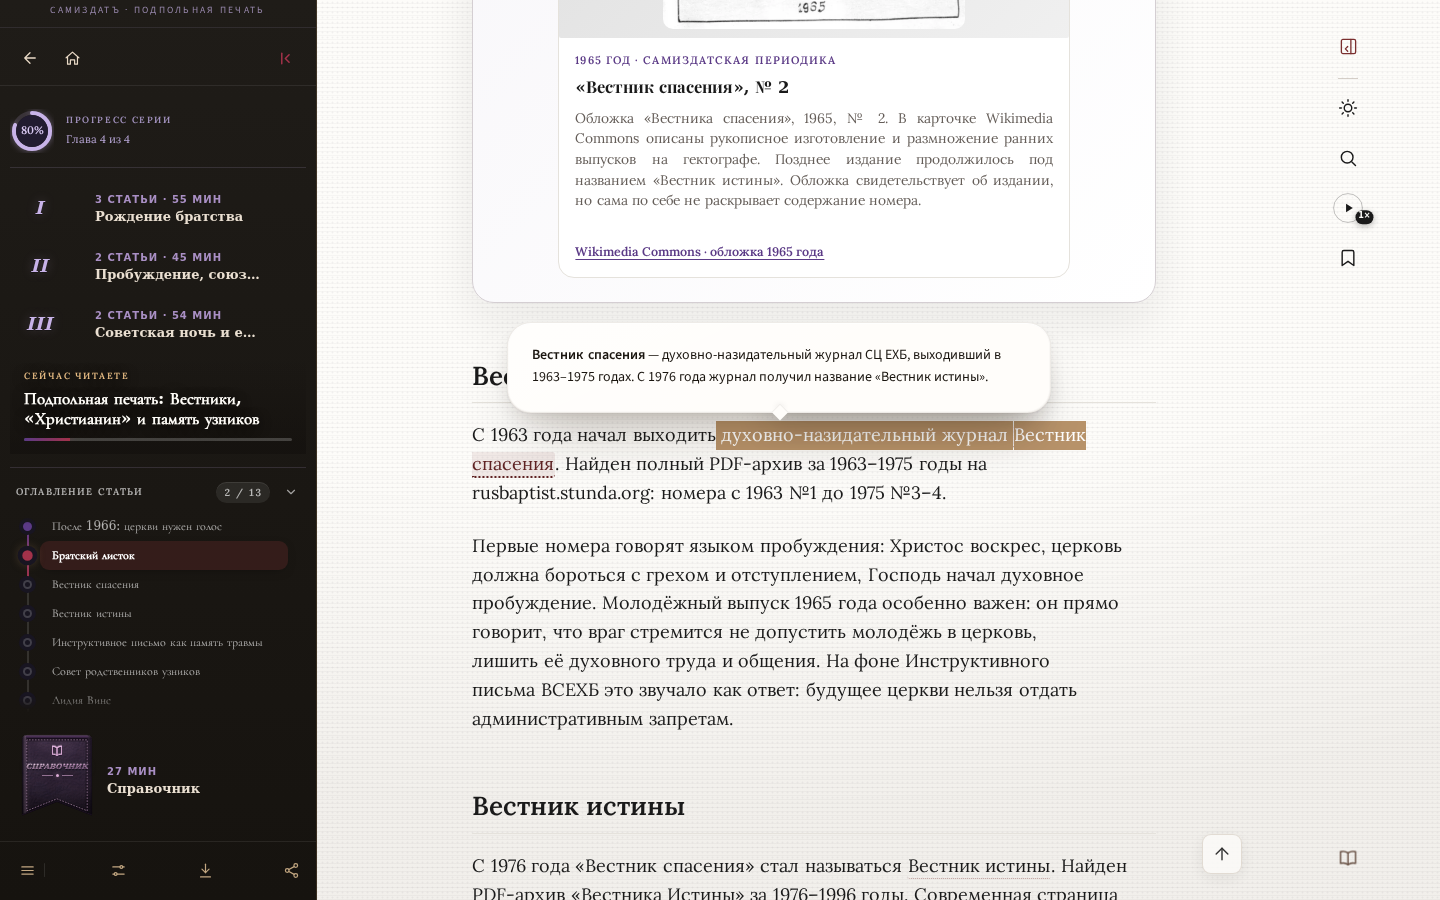 САМИЗДАТЪ · ПОДПОЛЬНАЯ ПЕЧАТЬ
80%
ПРОГРЕСС СЕРИИ
Глава 4 из 4
I
3 СТАТЬИ · 55 МИН
Рождение братства
II
2 СТАТЬИ · 45 МИН
Пробуждение, союз...
III
2 СТАТЬИ · 54 МИН
Советская ночь и е...
СЕЙЧАС ЧИТАЕТЕ
Подпольная печать: Вестники,
«Христианин» и память узников
ОГЛАВЛЕНИЕ СТАТЬИ
2 / 13
После 1966: церкви нужен голос
Братский листок
Вестник спасения
Вестник истины
Инструктивное письмо как память травмы
Совет родственников узников
Лидия Винс
СПРАВОЧНИК
27 МИН
Справочник
1965
1965 ГОД · САМИЗДАТСКАЯ ПЕРИОДИКА
«Вестник спасения», № 2
Обложка «Вестника спасения», 1965, № 2. В карточке Wikimedia
Commons описаны рукописное изготовление и размножение ранних
выпусков на гектографе. Позднее издание продолжилось под
названием «Вестник истины». Обложка свидетельствует об издании,
но сама по себе не раскрывает содержание номера.
Wikimedia Commons · обложка 1965 года
Вестник спасения — духовно-назидательный журнал СЦ ЕХБ, выходивший в
1963–1975 годах. С 1976 года журнал получил название «Вестник истины».
Вес
С 1963 года начал выходить духовно-назидательный журнал Вестник
спасения. Найден полный PDF-архив за 1963–1975 годы на
rusbaptist.stunda.org: номера с 1963 №1 до 1975 №3–4.
Первые номера говорят языком пробуждения: Христос воскрес, церковь
должна бороться с грехом и отступлением, Господь начал духовное
пробуждение. Молодёжный выпуск 1965 года особенно важен: он прямо
говорит, что враг стремится не допустить молодёжь в церковь,
лишить её духовного труда и общения. На фоне Инструктивного
письма ВСЕХБ это звучало как ответ: будущее церкви нельзя отдать
административным запретам.
Вестник истины
С 1976 года «Вестник спасения» стал называться Вестник истины. Найден
PDF-архив «Вестника Истины» за 1976–1996 годы. Современная страница
1×